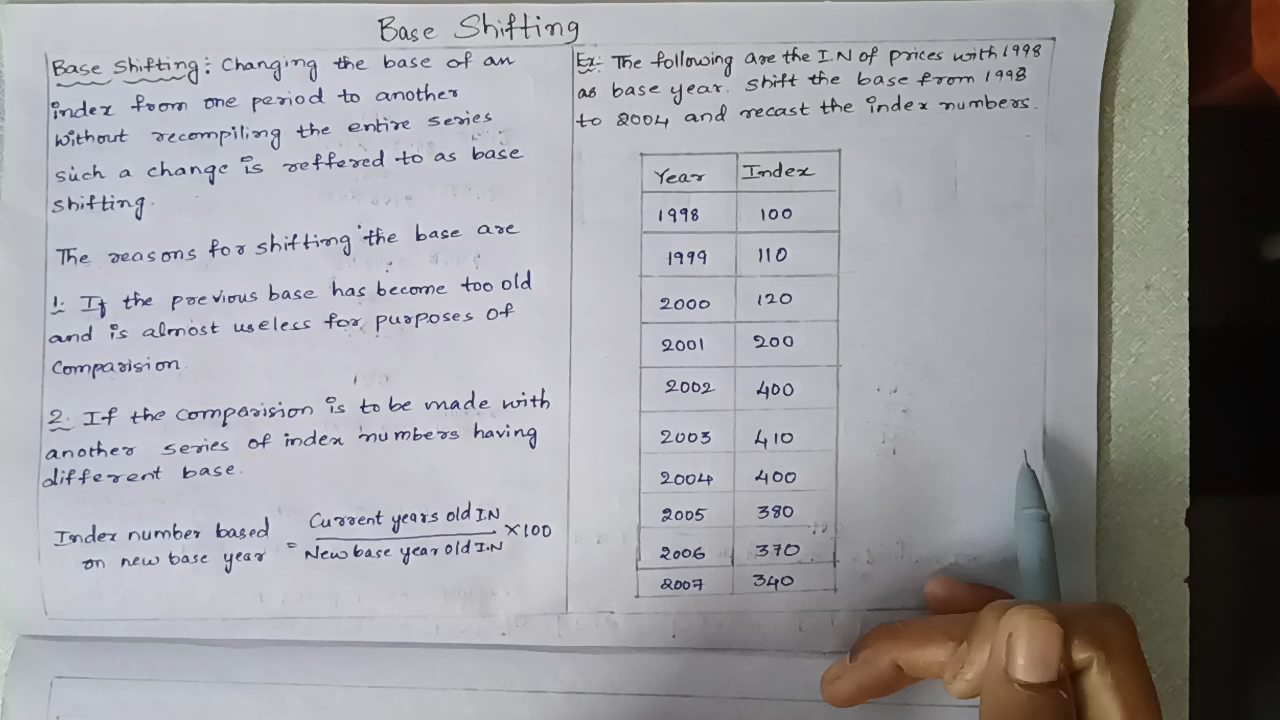 Base Shifting
Base Shifting: Changing the base of an
index from one period to another
without recompiling the entire series
such a change is reffered to as base
shifting.
The reasons for shifting the base are
1. If the previous base has become too old
and is almost useless for purposes of
comparision.
2. If the comparision is to be made with
another series of index numbers having
different base.
Index number based on new base year = Current years old IN / New base year old I.N × 100
Ex: The following are the I.N of prices with 1998
as base year. shift the base from 1998
to 2004 and recast the index numbers.
Year Index
1998 100
1999 110
2000 120
2001 200
2002 400
2003 410
2004 400
2005 380
2006 370
2007 340